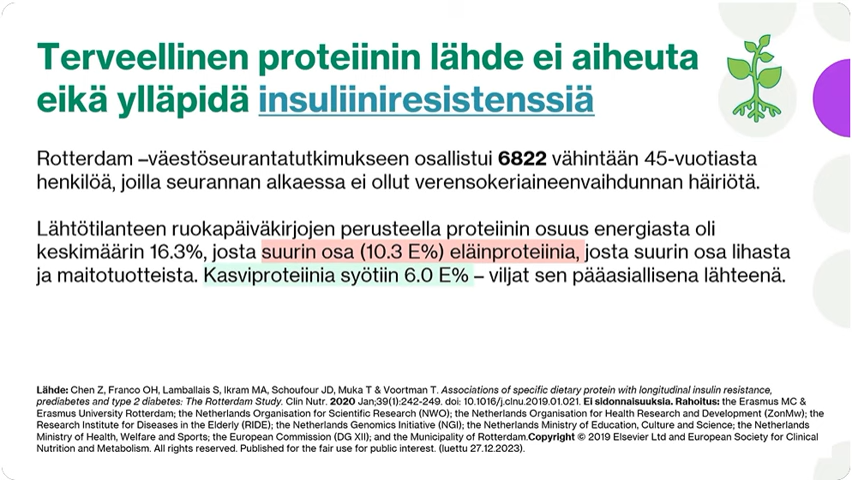 Terveellinen proteiinin lähde ei aiheuta
eikä ylläpidä insuliiniresistenssiä
Rotterdam –väestöseurantatutkimukseen osallistui 6822 vähintään 45-vuotiasta
henkilöä, joilla seurannan alkaessa ei ollut verensokeriaineenvaihdunnan häiriötä.
Lähtötilanteen ruokapäiväkirjojen perusteella proteiinin osuus energiasta oli
keskimäärin 16.3%, josta suurin osa (10.3 E%) eläinproteiinia, josta suurin osa lihasta
ja maitotuotteista. Kasviproteiinia syötiin 6.0 E% – viljat sen pääasiallisena lähteenä.
Lähde: Chen Z, Franco OH, Lamballais S, Ikram MA, Schoufour JD, Muka T & Voortman T. Associations of specific dietary protein with longitudinal insulin resistance,
prediabetes and type 2 diabetes: The Rotterdam Study. Clin Nutr. 2020 Jan;39(1):242-249. doi: 10.1016/j.clnu.2019.01.021. Ei sidonnaisuuksia. Rahoitus: the Erasmus MC &
Erasmus University Rotterdam; the Netherlands Organisation for Scientific Research (NWO); the Netherlands Organisation for Health Research and Development (ZonMw); the
Research Institute for Diseases in the Elderly (RIDE); the Netherlands Genomics Initiative (NGI); the Netherlands Ministry of Education, Culture and Science; the Netherlands
Ministry of Health, Welfare and Sports; the European Commission (DG XII); and the Municipality of Rotterdam.Copyright © 2019 Elsevier Ltd and European Society for Clinical
Nutrition and Metabolism. All rights reserved. Published for the fair use for public interest. (luettu 27.12.2023).